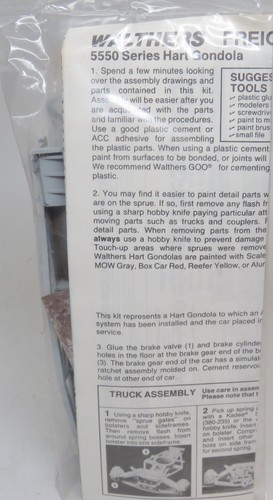 WALTHERS FREIG
5550 Series Hart Gondola
1. Spend a few minutes looking
over the assembly drawings and
parts contained in this kit.
will be easier after you
are with the parts
and familiar with the procedures.
Use a good plastic cement or
ACC adhesive for assembling
the plastic parts. When using a plastic cement
paint from surfaces to be bonded, or joints will
We recommend Walthers GOO® for cementing
plastic.
SUGGES
TOOLS
plastic glu
modelers
screwdriv
paint to m
paint brus
small file
2. You may find it easier to paint detail parts w
are on the sprue. If so, first remove any flash fr
using a sharp hobby knife paying particular att
moving parts such as trucks and couplers. F
detail parts. When removing parts from the
always use a hobby knife to prevent damage
Touch-up areas where sprues were remove
Walthers Hart Gondolas are painted with Scale
MOW Gray, Box Car Red, Reefer Yellow, or Alur
This kit represents a Hart Gondola to which an A
system has been installed and the car placed in
service.
3. Glue the brake valve (1) and brake cylinde
holes in the floor at the brake gear end of the b
(3). The brake gear end of the car has a simulat
ratchet assembly molded on. Cement reservoi
hole at other end of car.
TRUCK ASSEMBLY
Use care in assem
Please note that t
1 Using a sharp hobby knife,
remove "sprue gates" on
bolsters and sideframes.
Then remove flash from
around spring bosses. Insert
bolster into one sideframe.
2 Pick up spring
with a Kadee®
(380-235) or the
hobby knife. Insert
on bolster. Compr
and insert other
boss on side fram
for second spring.